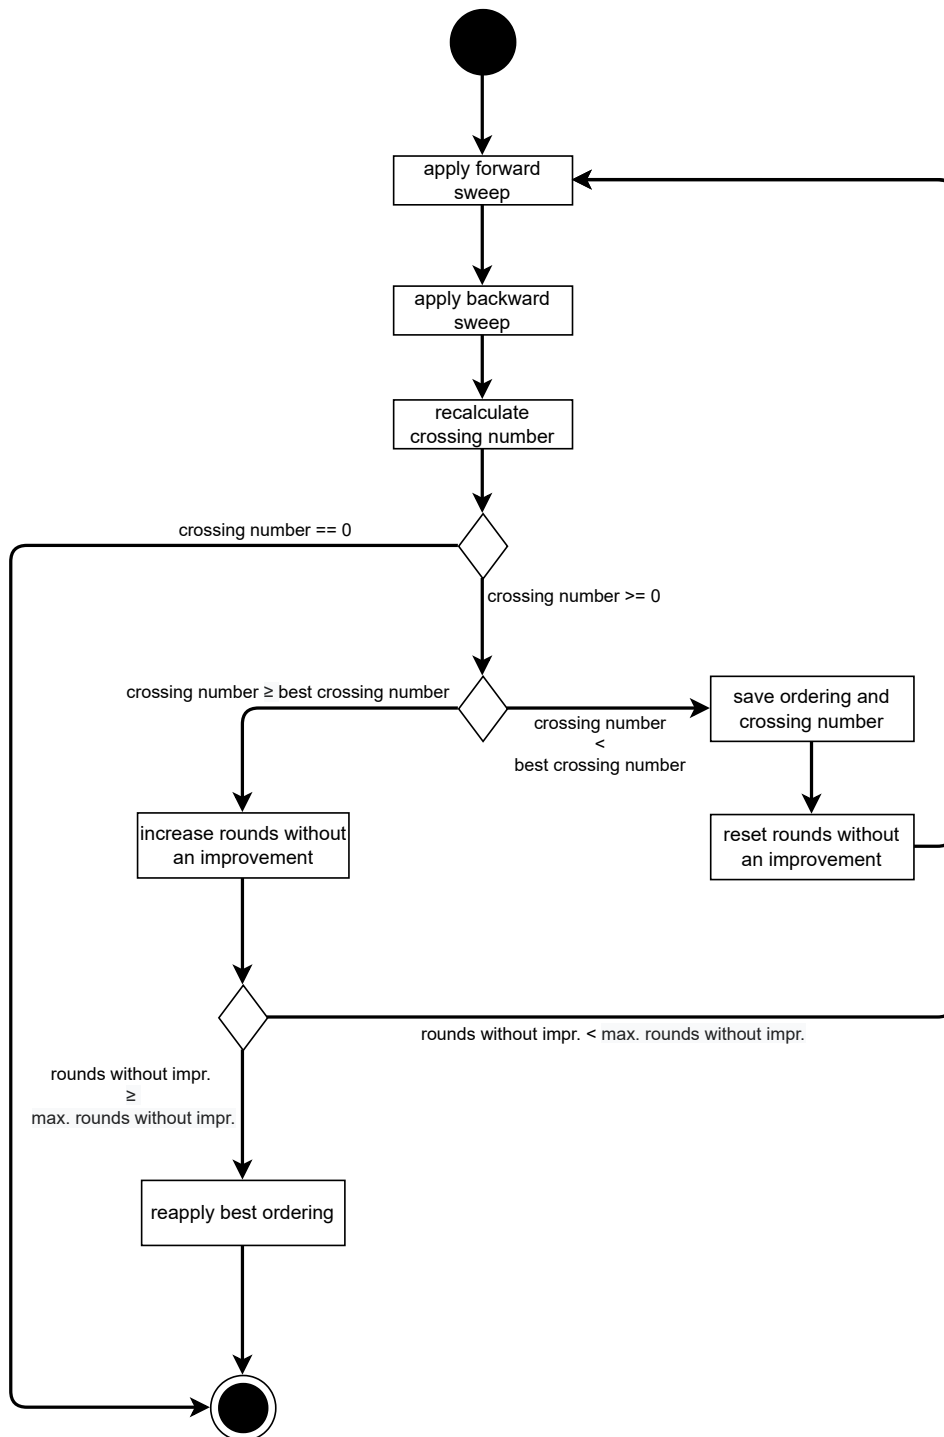 apply forward
sweep
apply backward
sweep
recalculate
crossing number
crossing number == 0
crossing number >= 0
crossing number ≥ best crossing number
crossing number
<
best crossing number
save ordering and
crossing number
increase rounds without
an improvement
reset rounds without
an improvement
rounds without impr. < max. rounds without impr.
rounds without impr.
≥
max. rounds without impr.
reapply best ordering